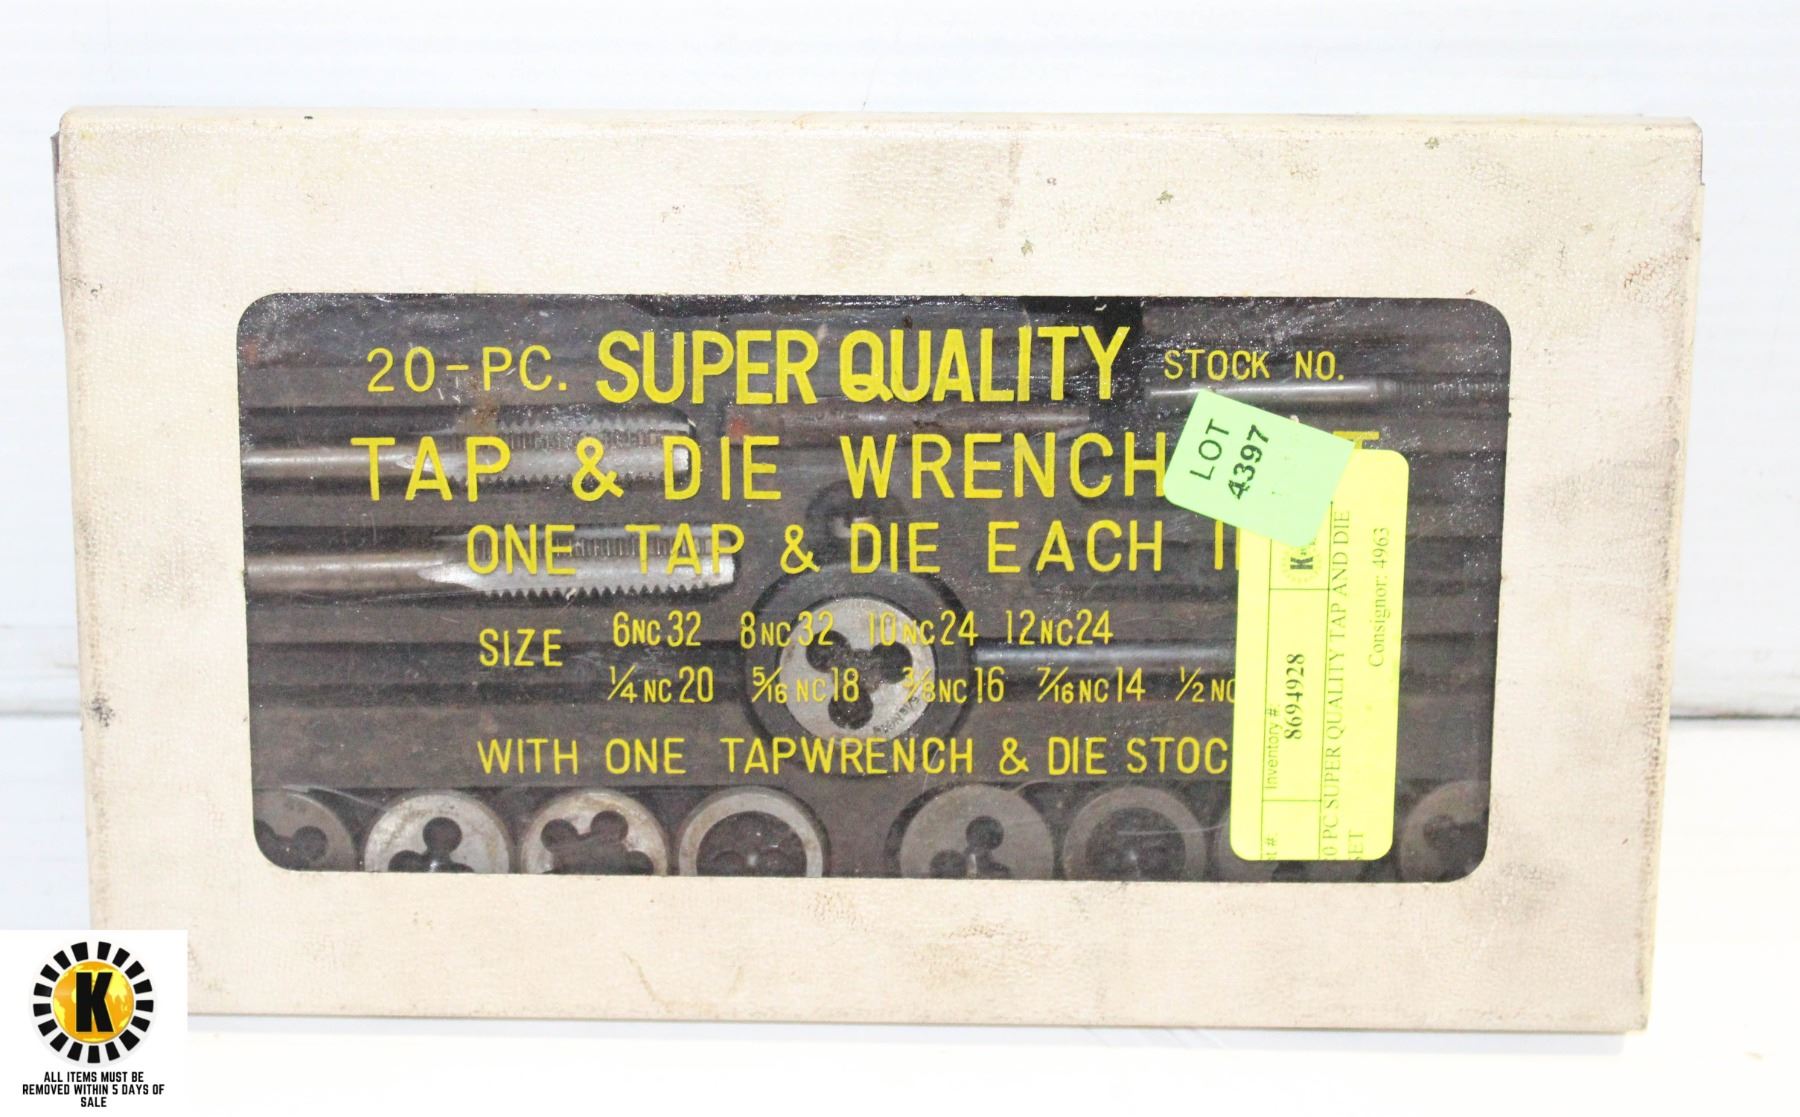 20-PC. SUPER QUALITY STOCK NO.
TAP & DIE WRENCH
ONE TAP & DIE EACH
SIZE 6NC32 8NC32 10NC24 12NC24
1/4NC20 5/16NC18 3/8NC16 7/16NC14 1/2
WITH ONE TAPWRENCH & DIE
LOT
4397
K
Inventory #:
8694928
PC SUPER QUALITY TAP AND DIE
Consignor: 4963
K
ALL ITEMS MUST BE
REMOVED WITHIN 5 DAYS OF
SALE